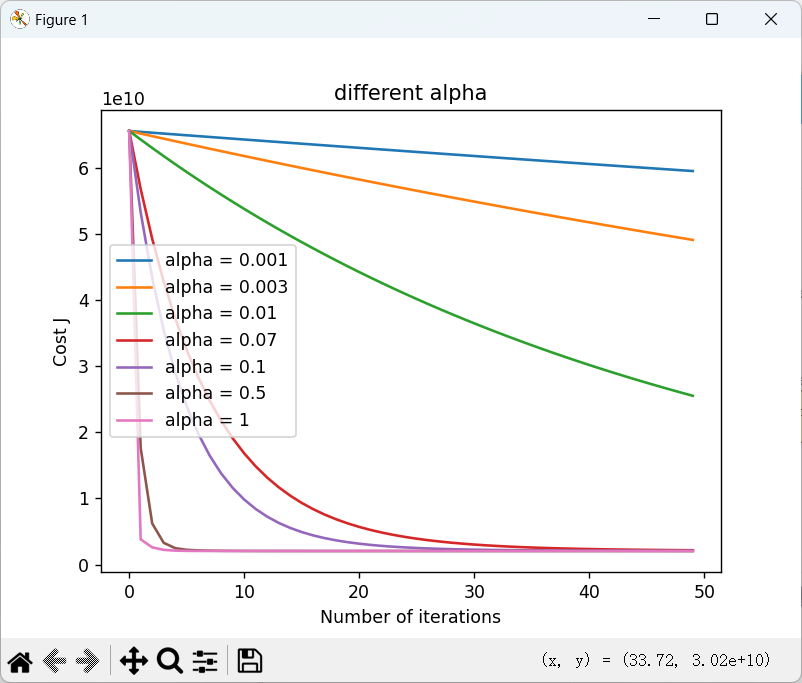 Figure 1
different alpha
1e10
6
5
4
3
2
1
0
Cost J
alpha = 0.001
alpha = 0.003
alpha = 0.01
alpha = 0.07
alpha = 0.1
alpha = 0.5
alpha = 1
0 10 20 30 40 50
Number of iterations
(x, y) = (33.72, 3.02e+10)